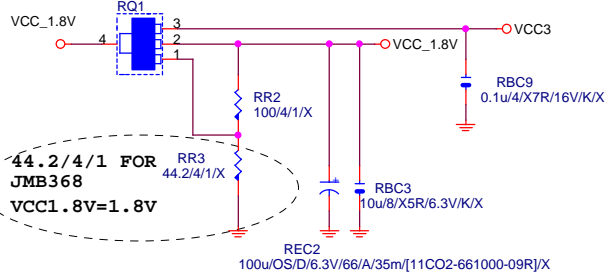 RQ1
VCC_1.8V
4
3
2
1
VCC3
VCC_1.8V
RBC9
0.1u/4/X7R/16V/K/X
RR2
100/4/1/X
44.2/4/1 FOR
JMB368
VCC1.8V=1.8V
RR3
44.2/4/1/X
+
RBC3
10u/8/X5R/6.3V/K/X
REC2
100u/OS/D/6.3V/66/A/35m/[11CO2-661000-09R]/X